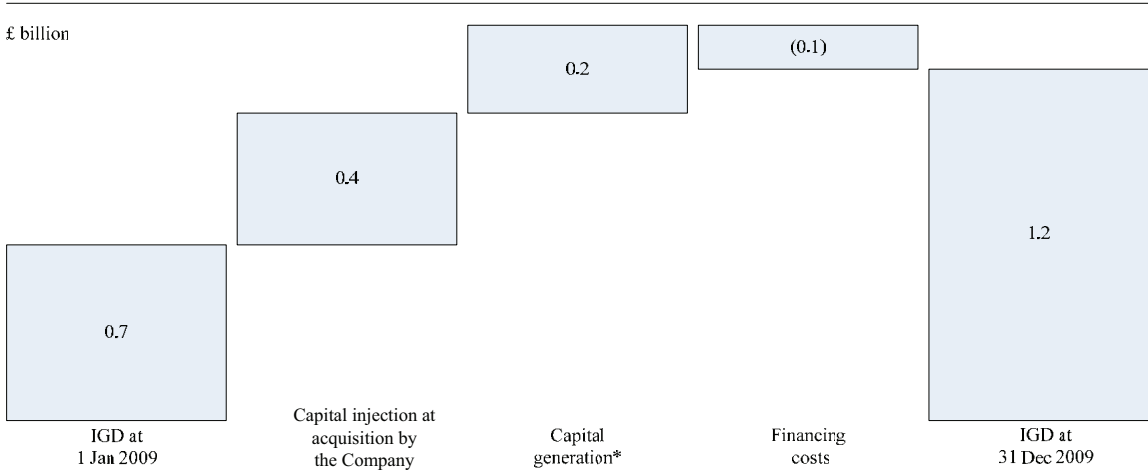 £ billion
(0.1)
0.2
0.4
1.2
0.7
IGD at
1 Jan 2009
Capital injection at
acquisition by
the Company
Capital
generation*
Financing
costs
IGD at
31 Dec 2009